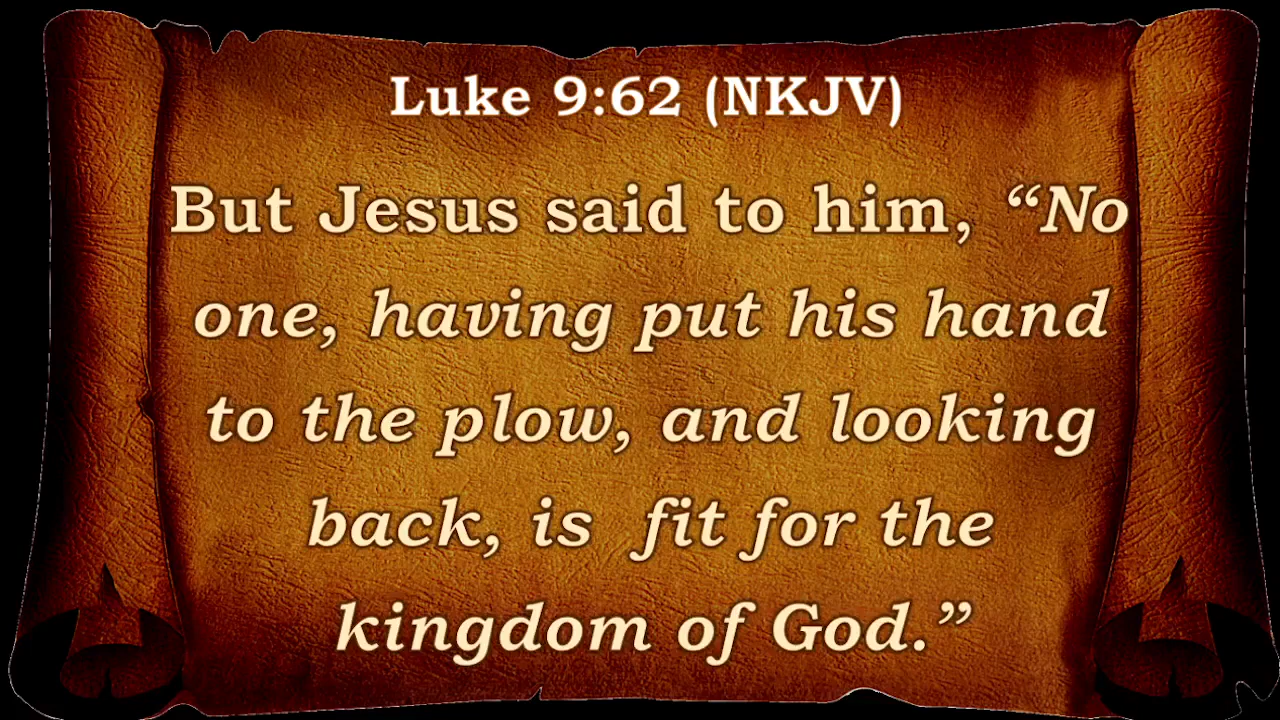 Luke 9:62 (NKJV)
But Jesus said to him, “No
one, having put his hand
to the plow, and looking
back, is  fit for the
kingdom of God.”